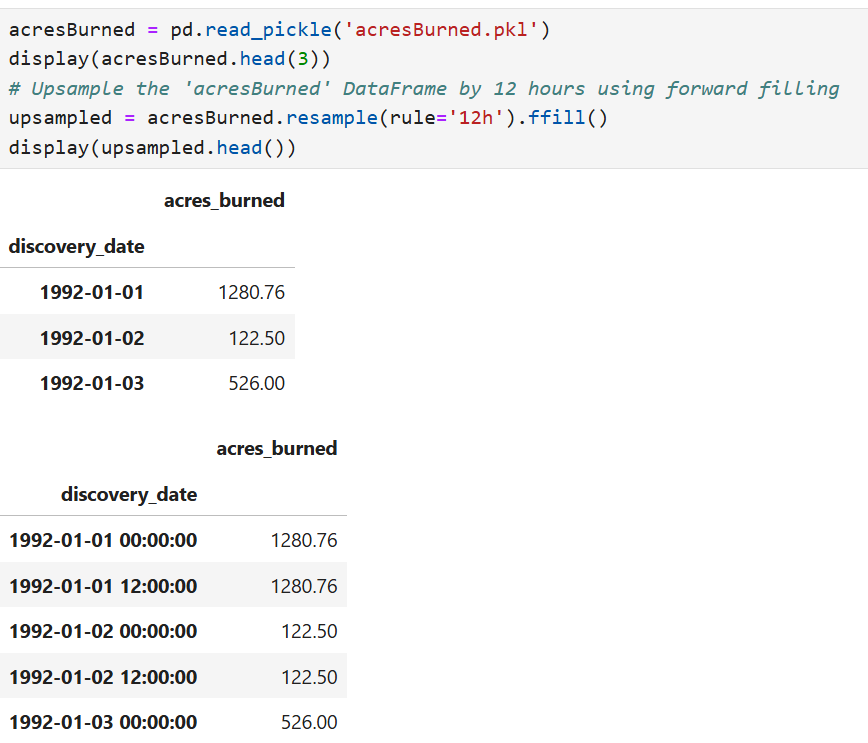 acresBurned = pd.read_pickle('acresBurned.pkl')
display(acresBurned.head(3))
# Upsample the 'acresBurned' DataFrame by 12 hours using forward filling
upsampled = acresBurned.resample(rule='12h').ffill()
display(upsampled.head())
acres_burned
discovery_date
1992-01-01 1280.76
1992-01-02 122.50
1992-01-03 526.00
acres_burned
discovery_date
1992-01-01 00:00:00 1280.76
1992-01-01 12:00:00 1280.76
1992-01-02 00:00:00 122.50
1992-01-02 12:00:00 122.50
1992-01-03 00:00:00 526.00